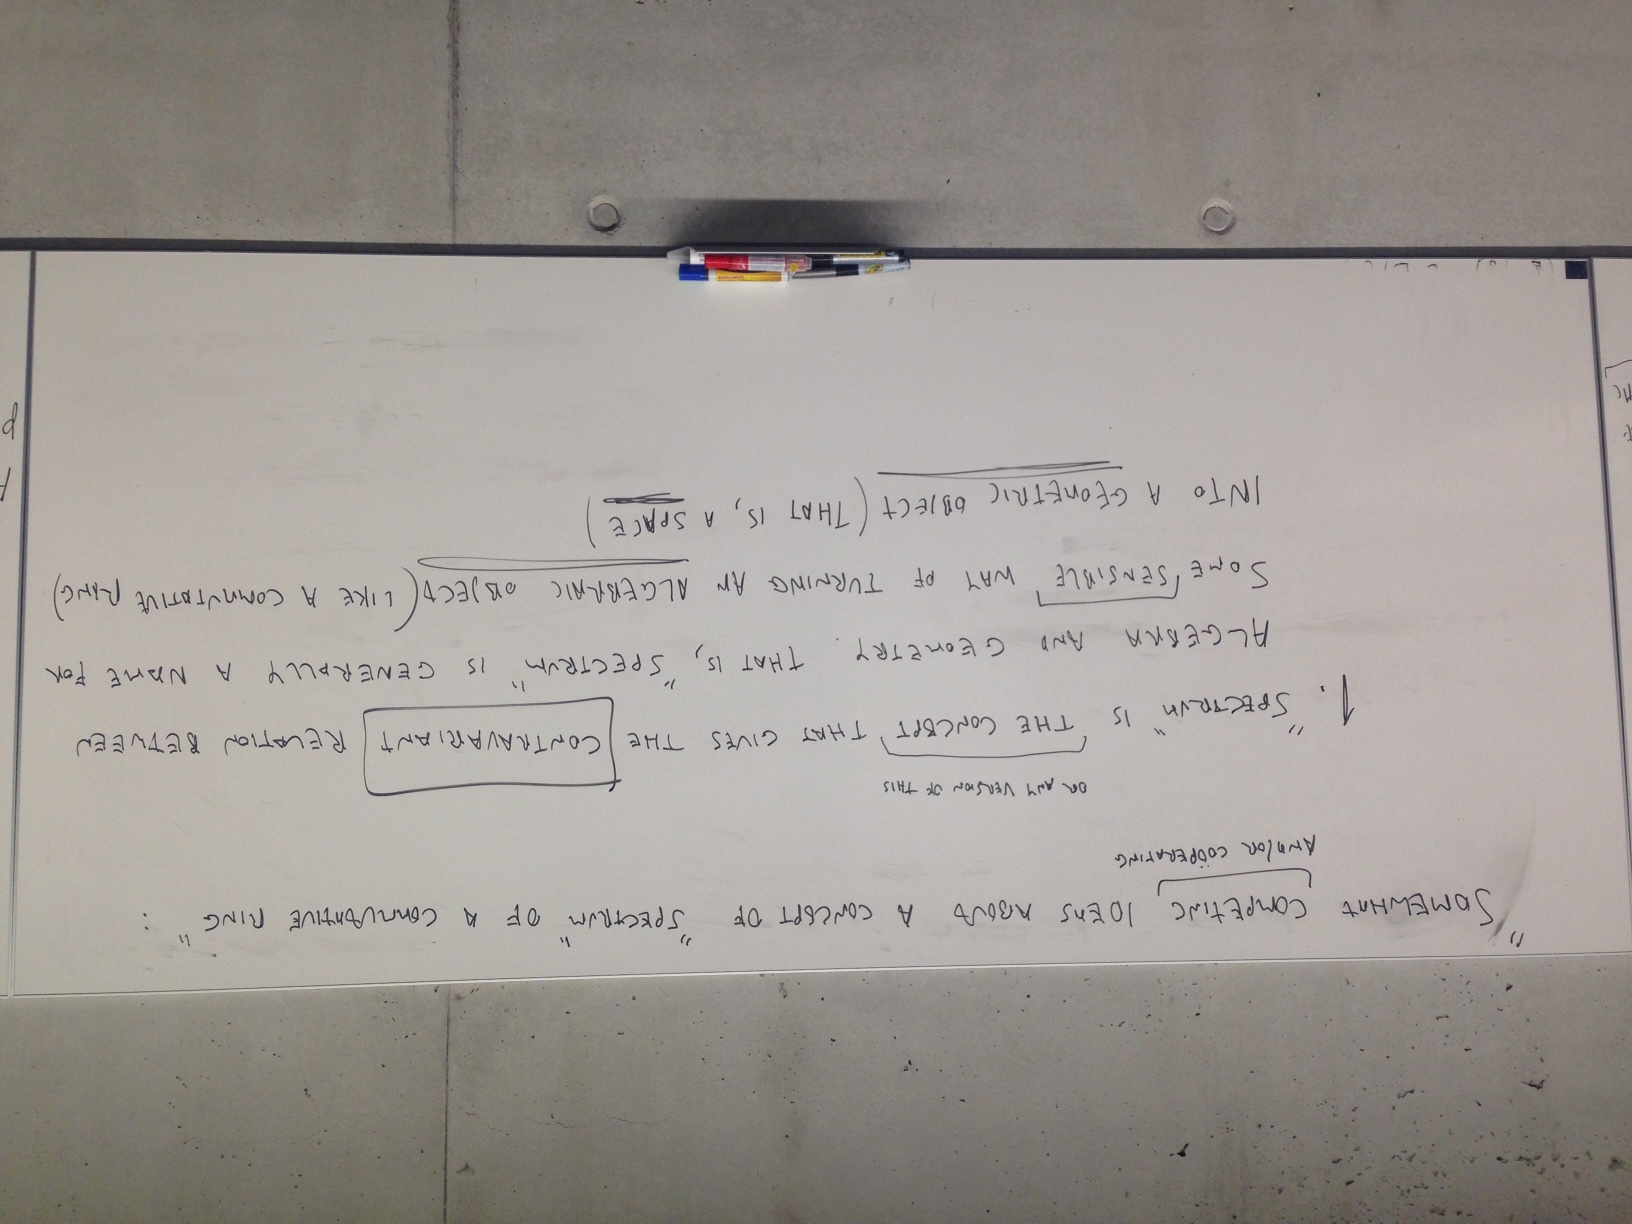 "SOMEWHAT COMPETING IDEAS ABOUT A CONCEPT OF "SPECTRUM" OF A COMMUTATIVE RING":
AND/OR COÖPERATING
OR ANY VERSION OF THIS
1. "SPECTRUM" IS THE CONCEPT THAT GIVES THE CONTRAVARIANT RELATION BETWEEN
ALGEBRA AND GEOMETRY. THAT IS, "SPECTRUM" IS GENERALLY A NAME FOR
SOME SENSIBLE WAY OF TURNING AN ALGEBRAIC OBJECT (LIKE A COMMUTATIVE RING)
INTO A GEOMETRIC OBJECT (THAT IS, A SPACE)